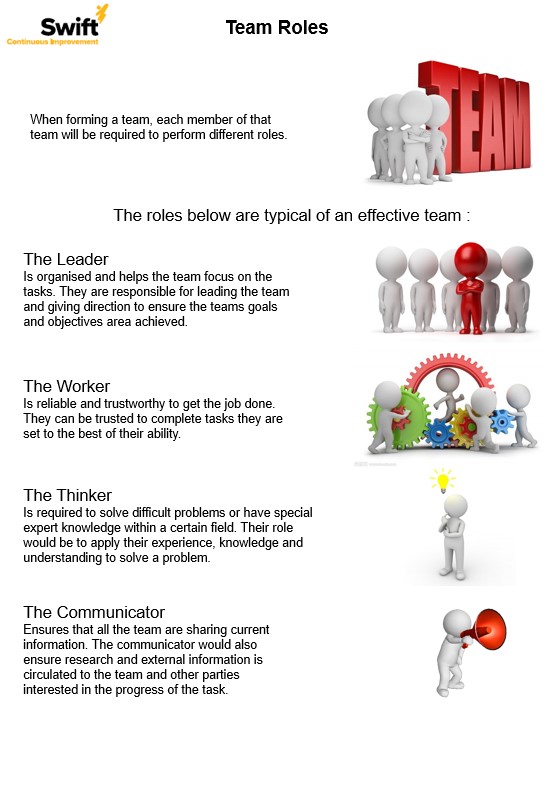 Swift
Continuous Improvement
Team Roles
TEAM
When forming a team, each member of that
team will be required to perform different roles.
The roles below are typical of an effective team :
The Leader
Is organised and helps the team focus on the
tasks. They are responsible for leading the team
and giving direction to ensure the teams goals
and objectives area achieved.
The Worker
Is reliable and trustworthy to get the job done.
They can be trusted to complete tasks they are
set to the best of their ability.
The Thinker
Is required to solve difficult problems or have special
expert knowledge within a certain field. Their role
would be to apply their experience, knowledge and
understanding to solve a problem.
The Communicator
Ensures that all the team are sharing current
information. The communicator would also
ensure research and external information is
circulated to the team and other parties
interested in the progress of the task.